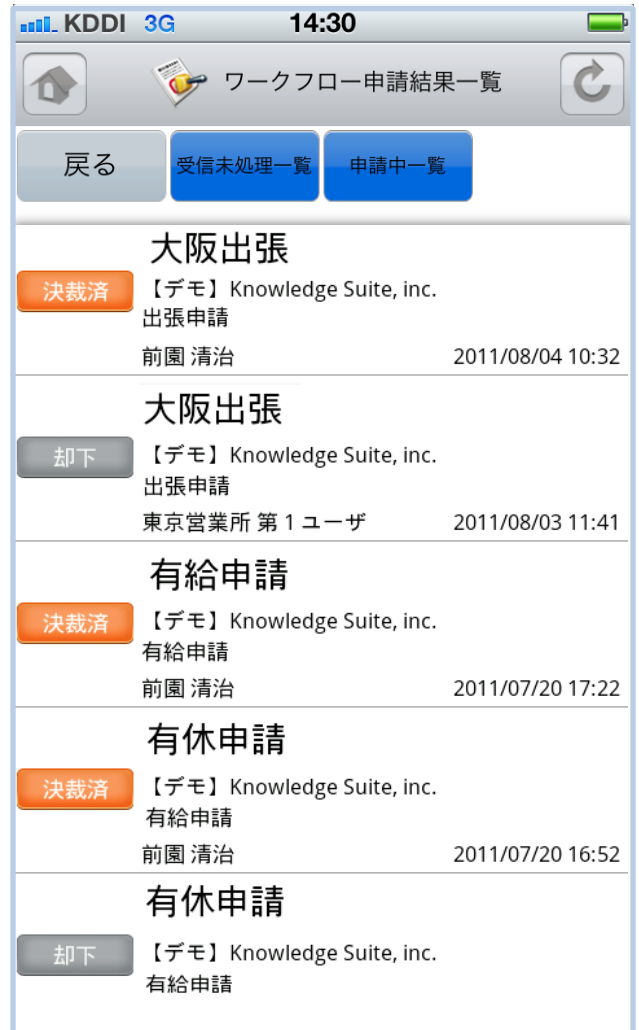 KDDI 3G 14:30
ワークフロー申請結果一覧
戻る 受信未処理一覧 申請中一覧
大阪出張
決裁済 【デモ】Knowledge Suite, inc.
出張申請
前園 清治 2011/08/04 10:32
大阪出張
却下 【デモ】Knowledge Suite, inc.
出張申請
東京営業所 第1ユーザ 2011/08/03 11:41
有給申請
決裁済 【デモ】Knowledge Suite, inc.
有給申請
前園 清治 2011/07/20 17:22
有休申請
決裁済 【デモ】Knowledge Suite, inc.
有給申請
前園 清治 2011/07/20 16:52
有休申請
却下 【デモ】Knowledge Suite, inc.
有給申請